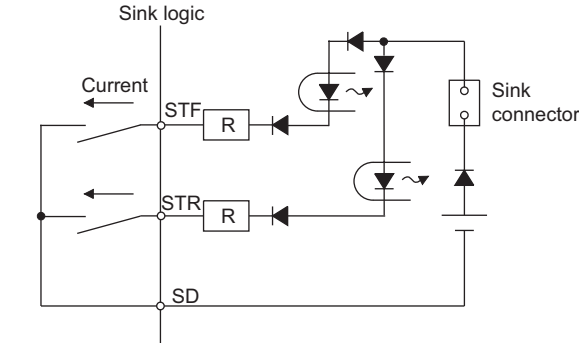 Sink logic
Current
STF
R
Sink
connector
STR
R
SD